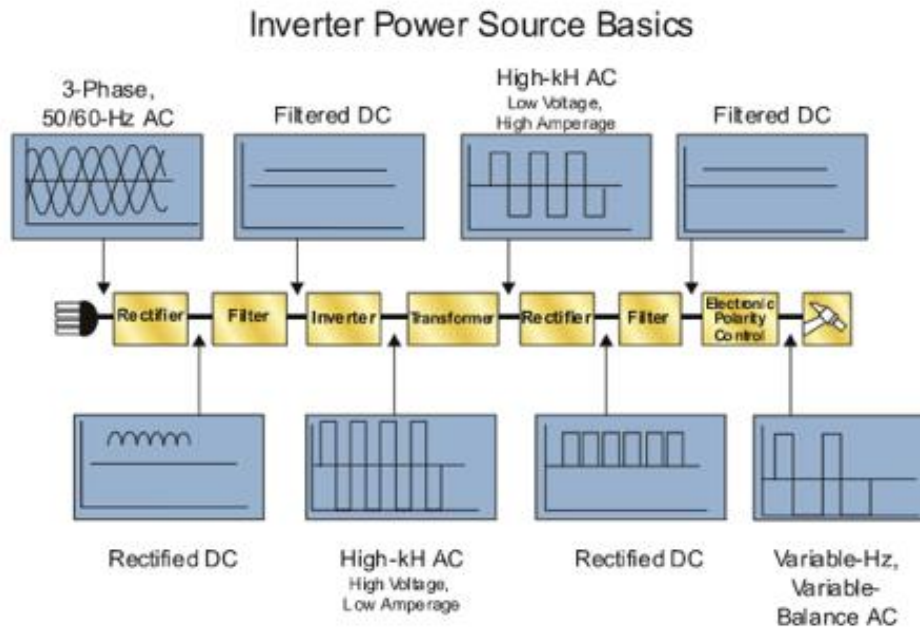 Inverter Power Source Basics
3-Phase,
50/60-Hz AC
Filtered DC
High-kH AC
Low Voltage,
High Amperage
Filtered DC
Rectifier
Filter
Inverter
Transformer
Rectifier
Filter
Electronic
Polarity
Control
Rectified DC
High-kH AC
High Voltage,
Low Amperage
Rectified DC
Variable-Hz,
Variable-
Balance AC